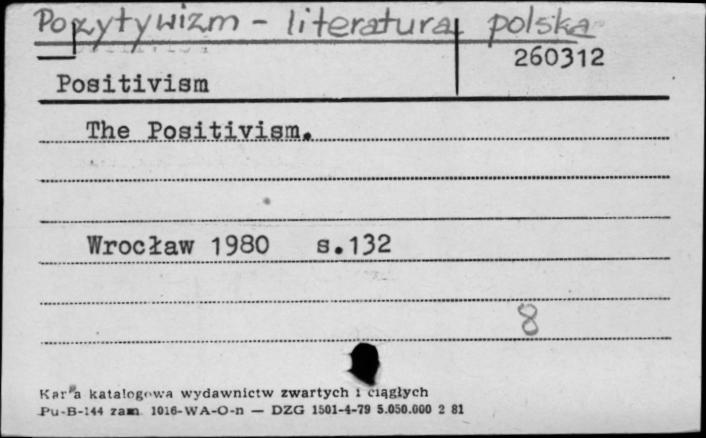 Pozytywizm - literatura polska
260312
Positivism
The Positivism.
Wrocław 1980 s.132
8
Karta katalogowa wydawnictw zwartych i ciągłych
Pu-B-144 zam. 1016-WA-O-n — DZG 1501-4-79 5.050.000 2 81